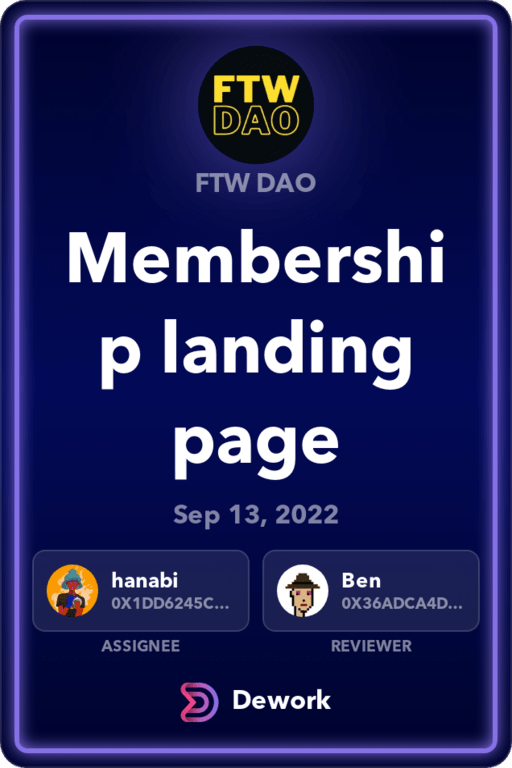 FTW
DAO
FTW DAO
Membershi
p landing
page
Sep 13, 2022
hanabi
0X1DD6245C...
Ben
0X36ADCA4D...
ASSIGNEE
REVIEWER
Dework